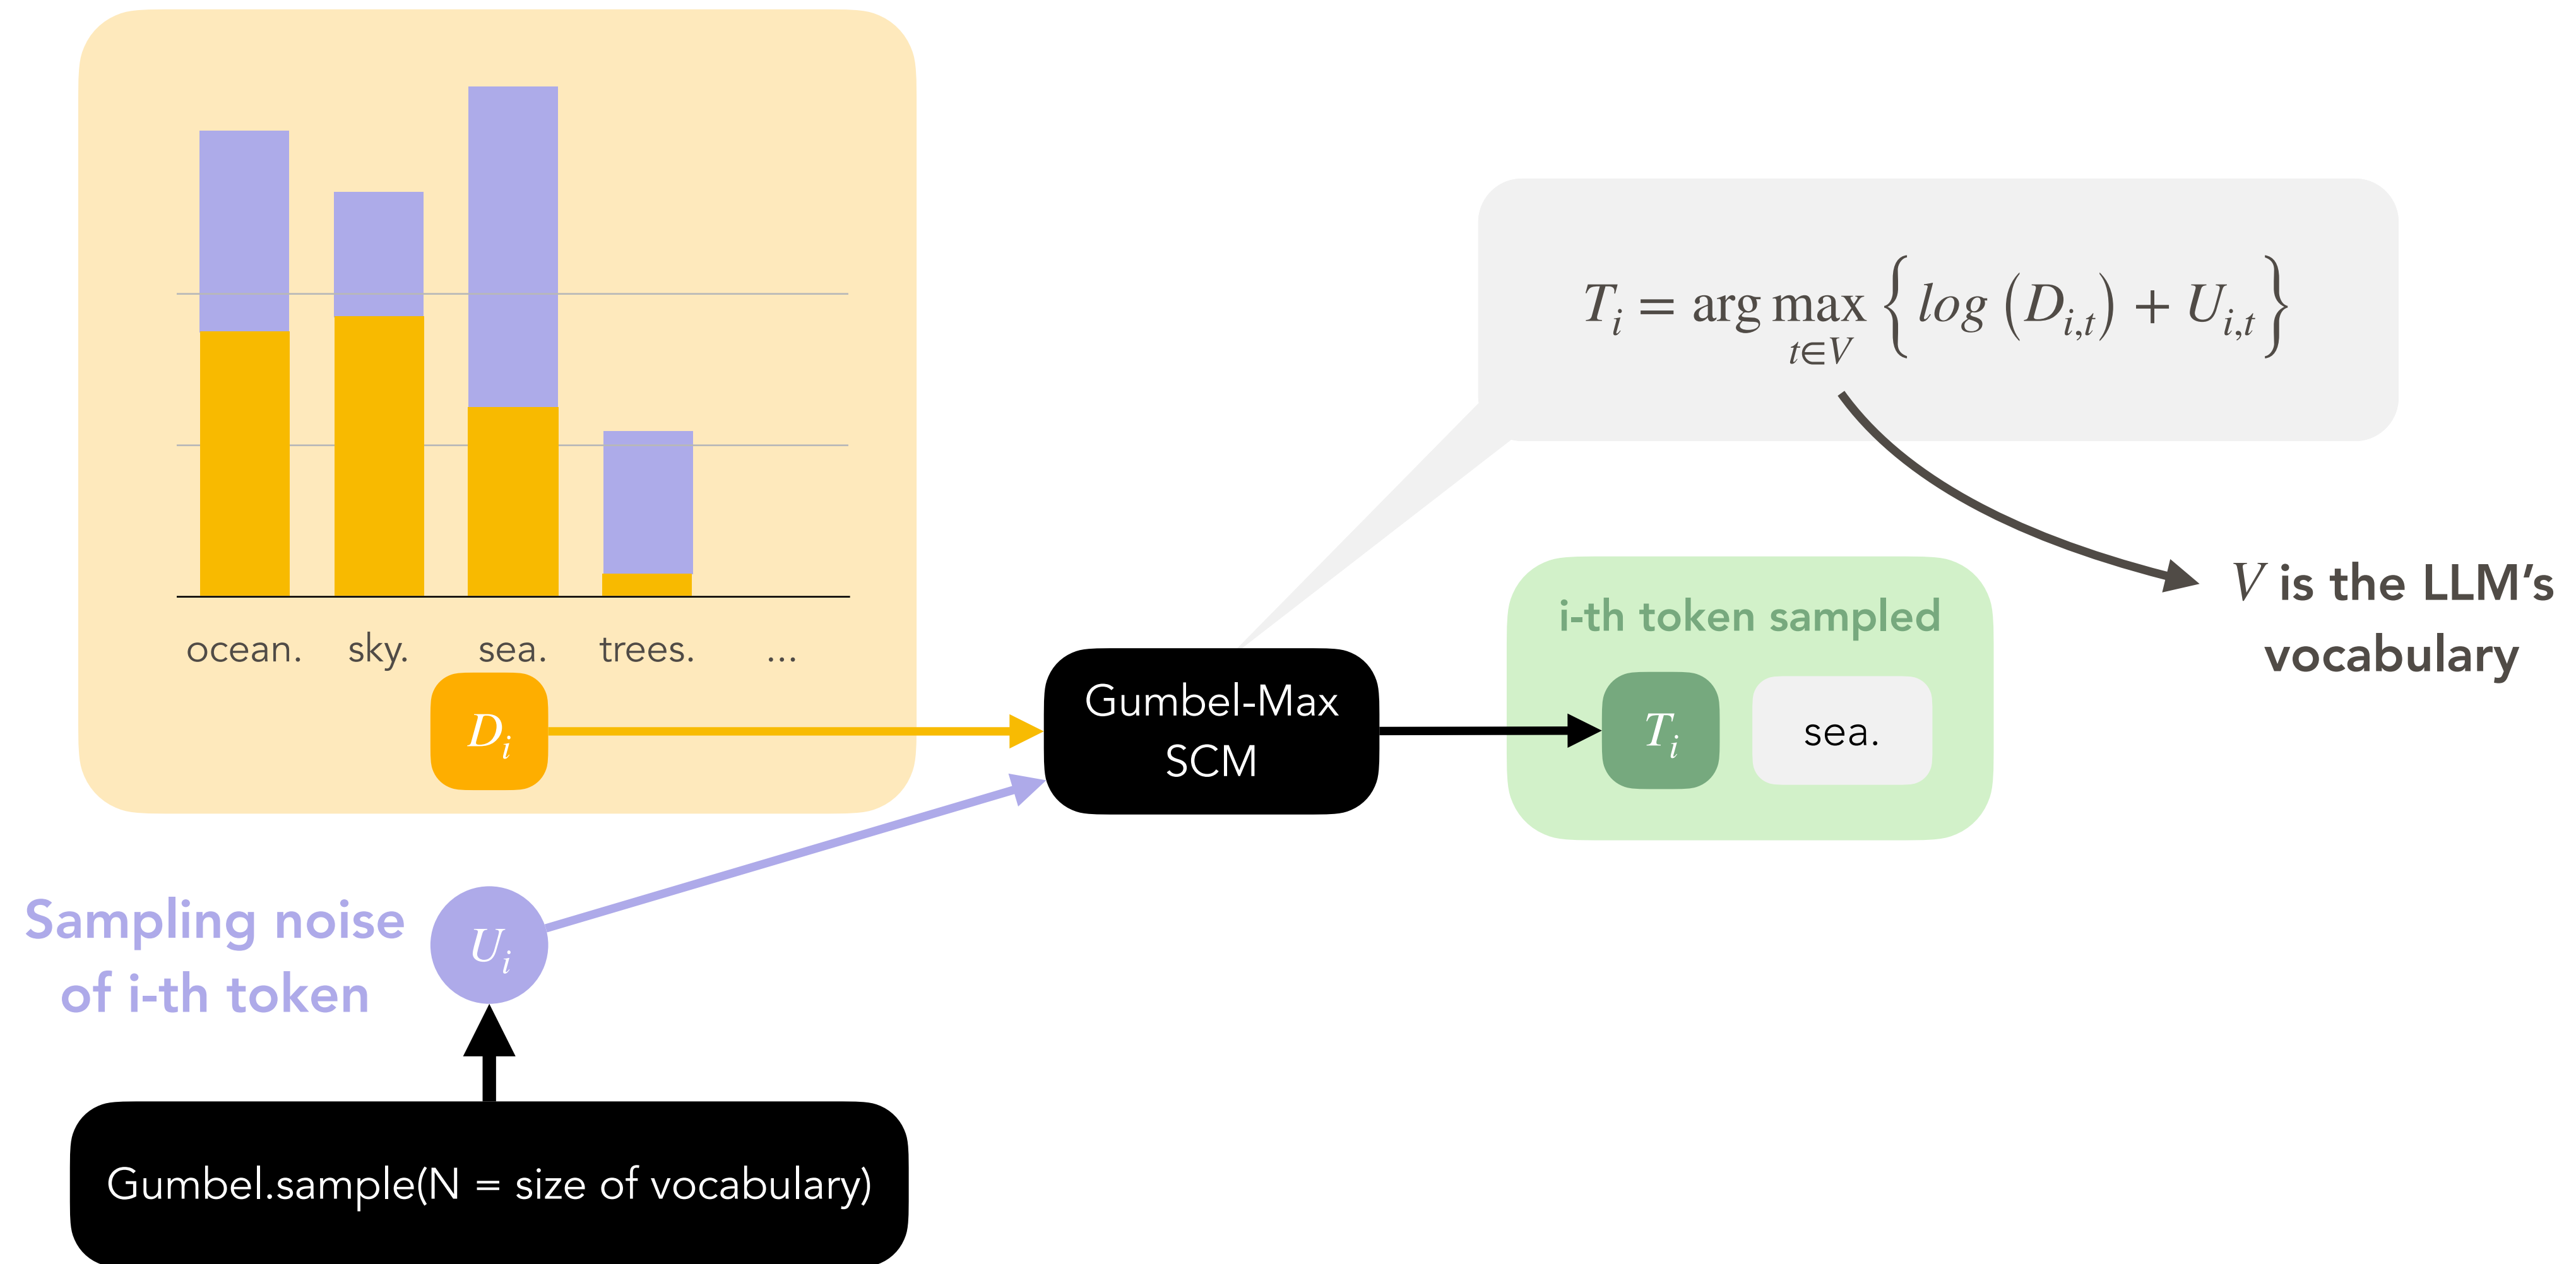 T_i = arg max_{t∈V} { log (D_{i,t}) + U_{i,t} }
ocean. sky. sea. trees. ...
D_i
Gumbel-Max
SCM
i-th token sampled
T_i
sea.
V is the LLM’s
vocabulary
Sampling noise
of i-th token
U_i
Gumbel.sample(N = size of vocabulary)